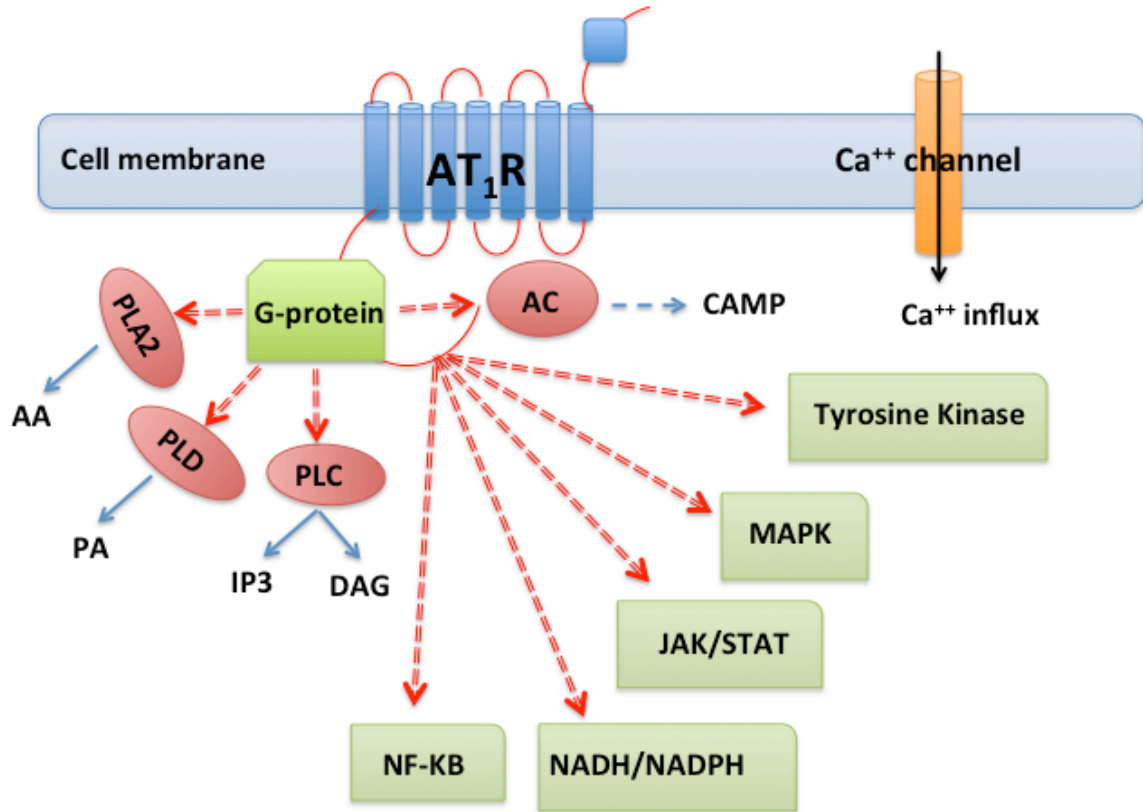 Cell membrane
AT₁R
Ca⁺⁺ channel
G-protein
AC
CAMP
Ca⁺⁺ influx
PLA2
AA
PLD
PA
PLC
IP3
DAG
Tyrosine Kinase
MAPK
JAK/STAT
NF-KB
NADH/NADPH